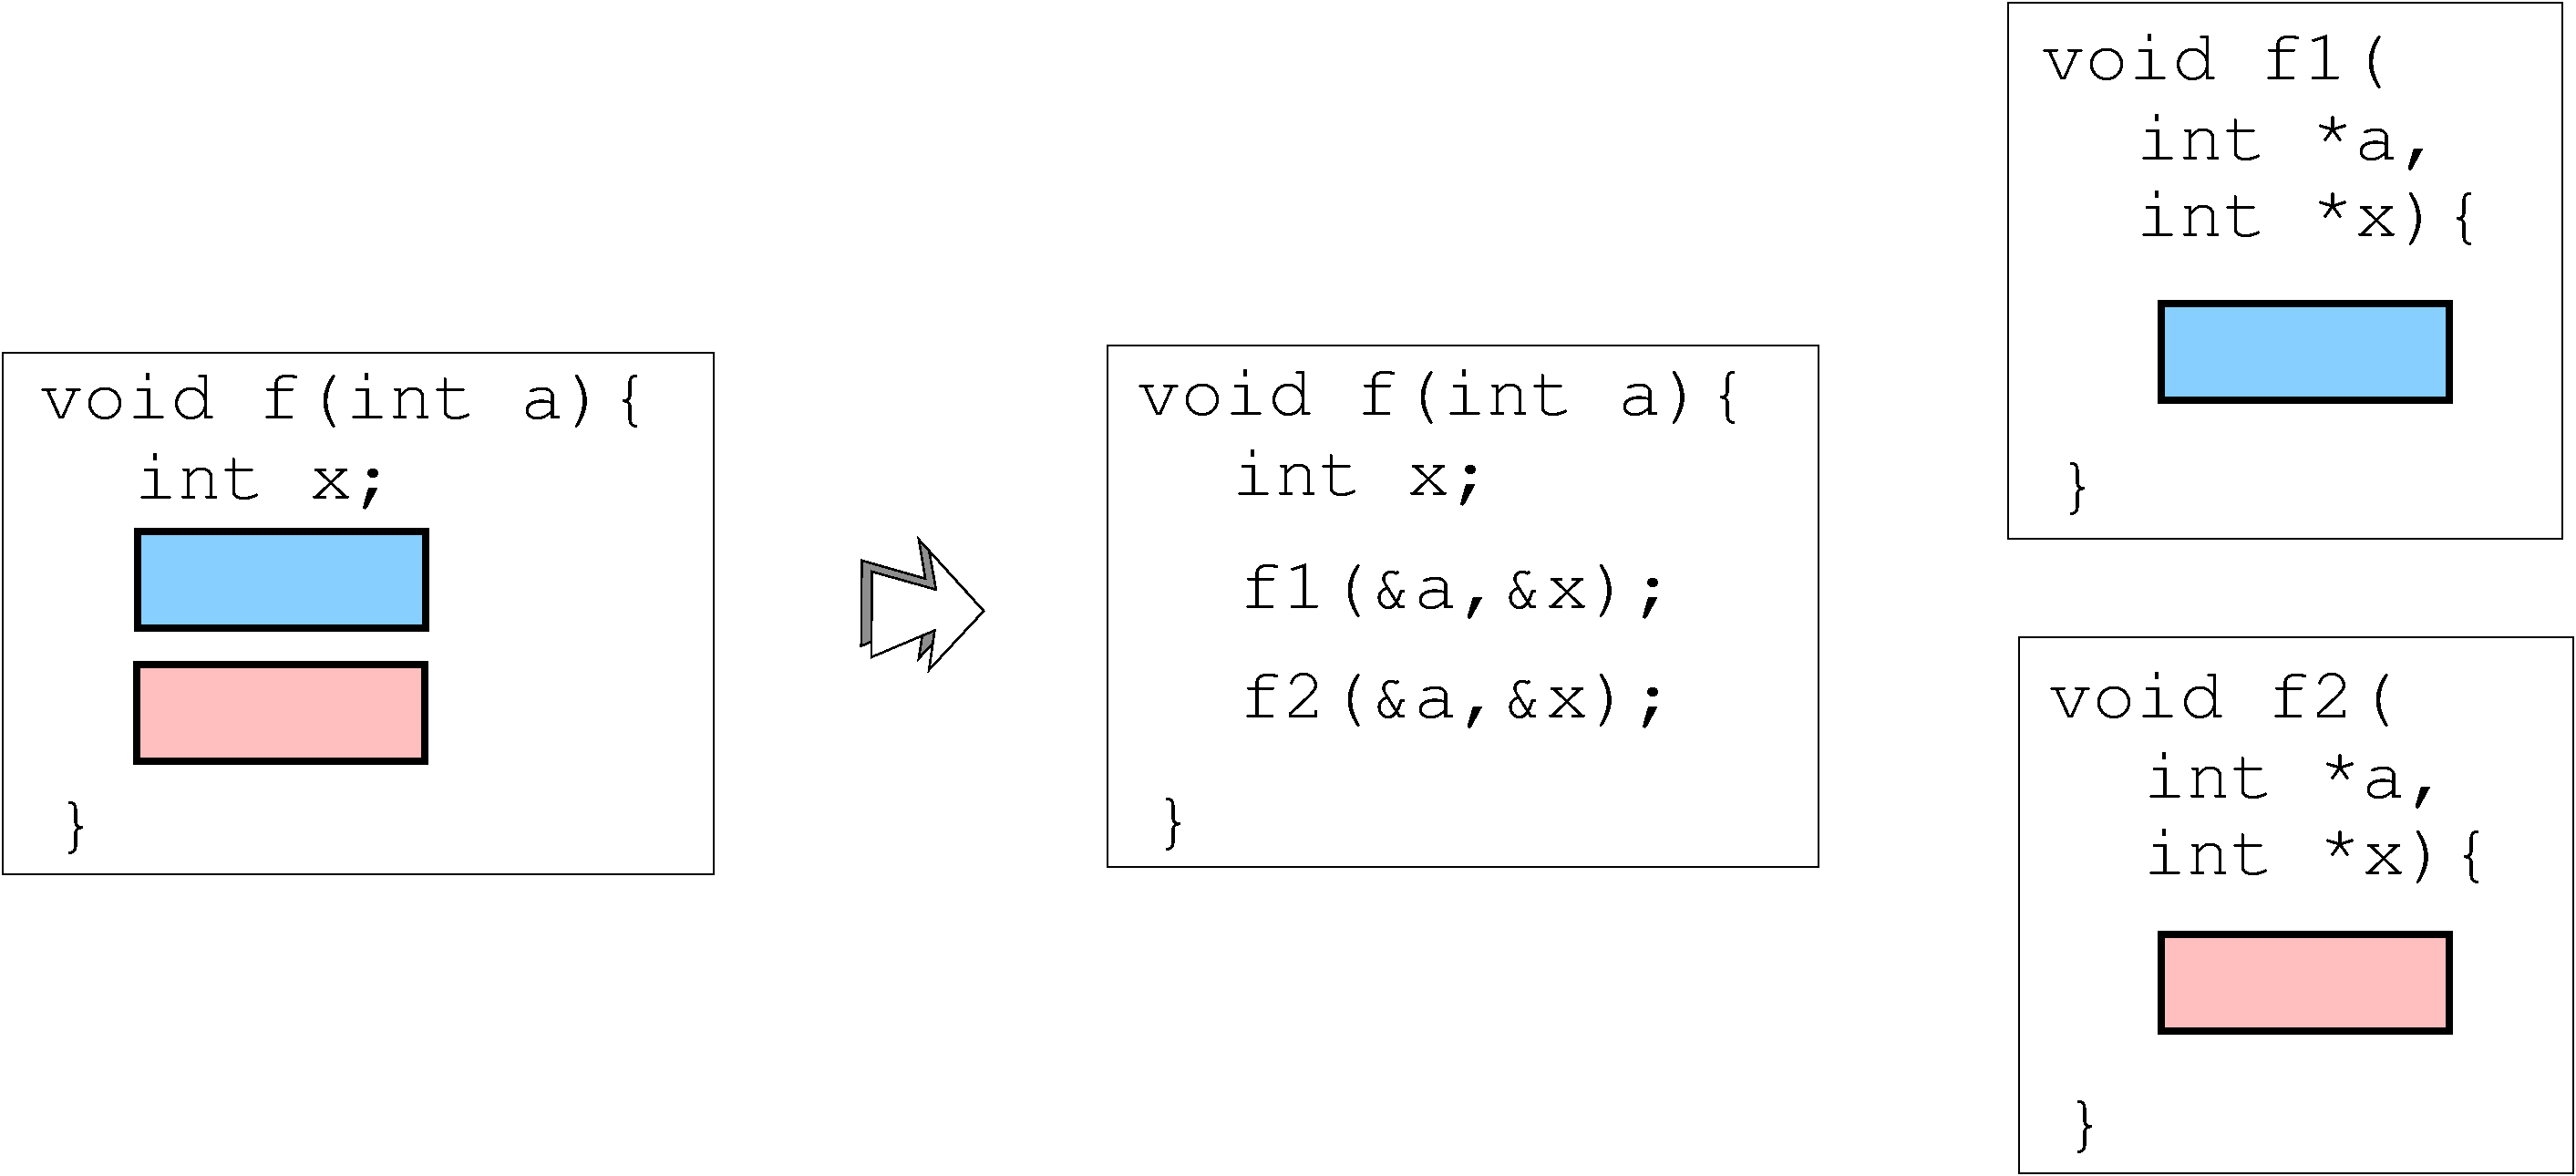 void f(int a){
int x;
}
void f(int a){
int x;
f1(&a,&x);
f2(&a,&x);
}
void f1(
int *a,
int *x){
}
void f2(
int *a,
int *x){
}